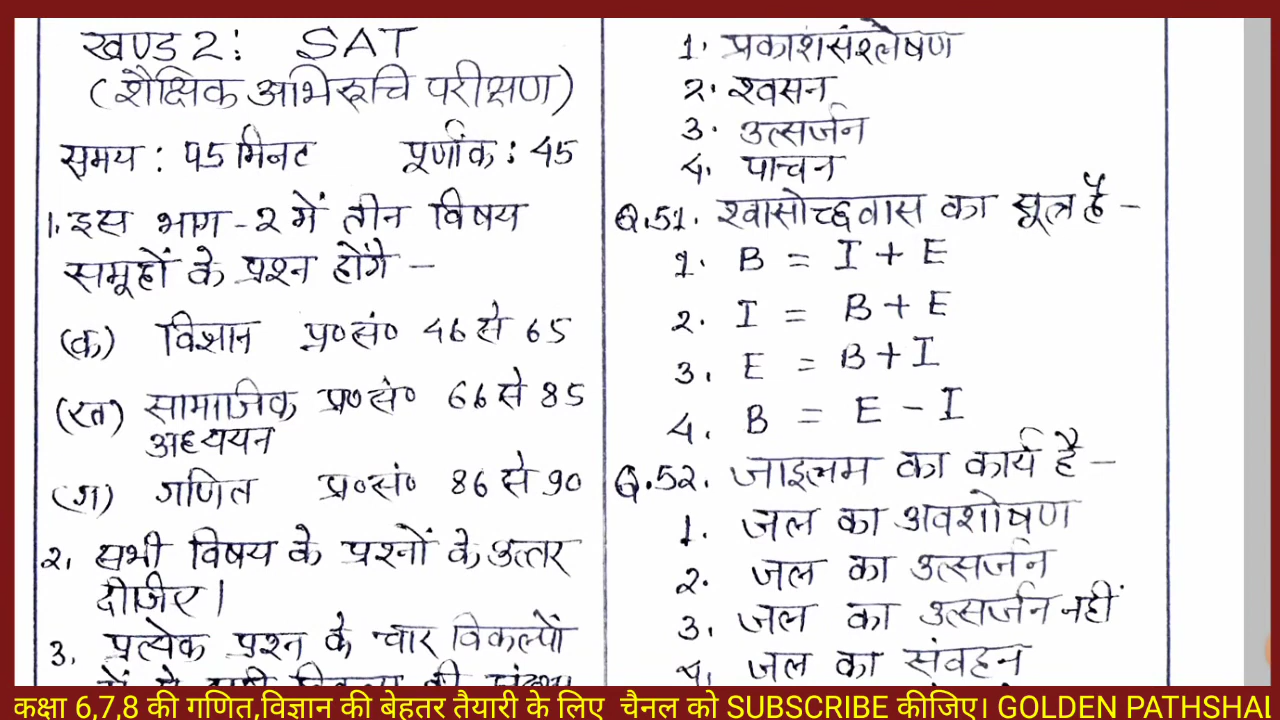 खण्ड 2: SAT
(शैक्षिक अभिरूचि परीक्षण)
समय: 45 मिनट पूर्णांक: 45
1. इस भाग-2 में तीन विषय
समूहों के प्रश्न होंगे -
(क) विज्ञान प्र०सं० 46 से 65
(ख) सामाजिक प्र०सं० 66 से 85
अध्ययन
(ग) गणित प्र०सं० 86 से 90
2. सभी विषय के प्रश्नों के उत्तर
दीजिए।
3. प्रत्येक प्रश्न के चार विकल्पों
1. प्रकाशसंश्लेषण
2. श्वसन
3. उत्सर्जन
4. पाचन
Q.51. श्वासोच्छवास का सूत्र है -
1. B = I + E
2. I = B + E
3. E = B + I
4. B = E - I
Q.52. जाइलम का कार्य है -
1. जल का अवशोषण
2. जल का उत्सर्जन
3. जल का उत्सर्जन नहीं
4. जल का संवहन
कक्षा 6,7,8 की गणित,विज्ञान की बेहतर तैयारी के लिए चैनल को SUBSCRIBE कीजिए। GOLDEN PATHSHAL